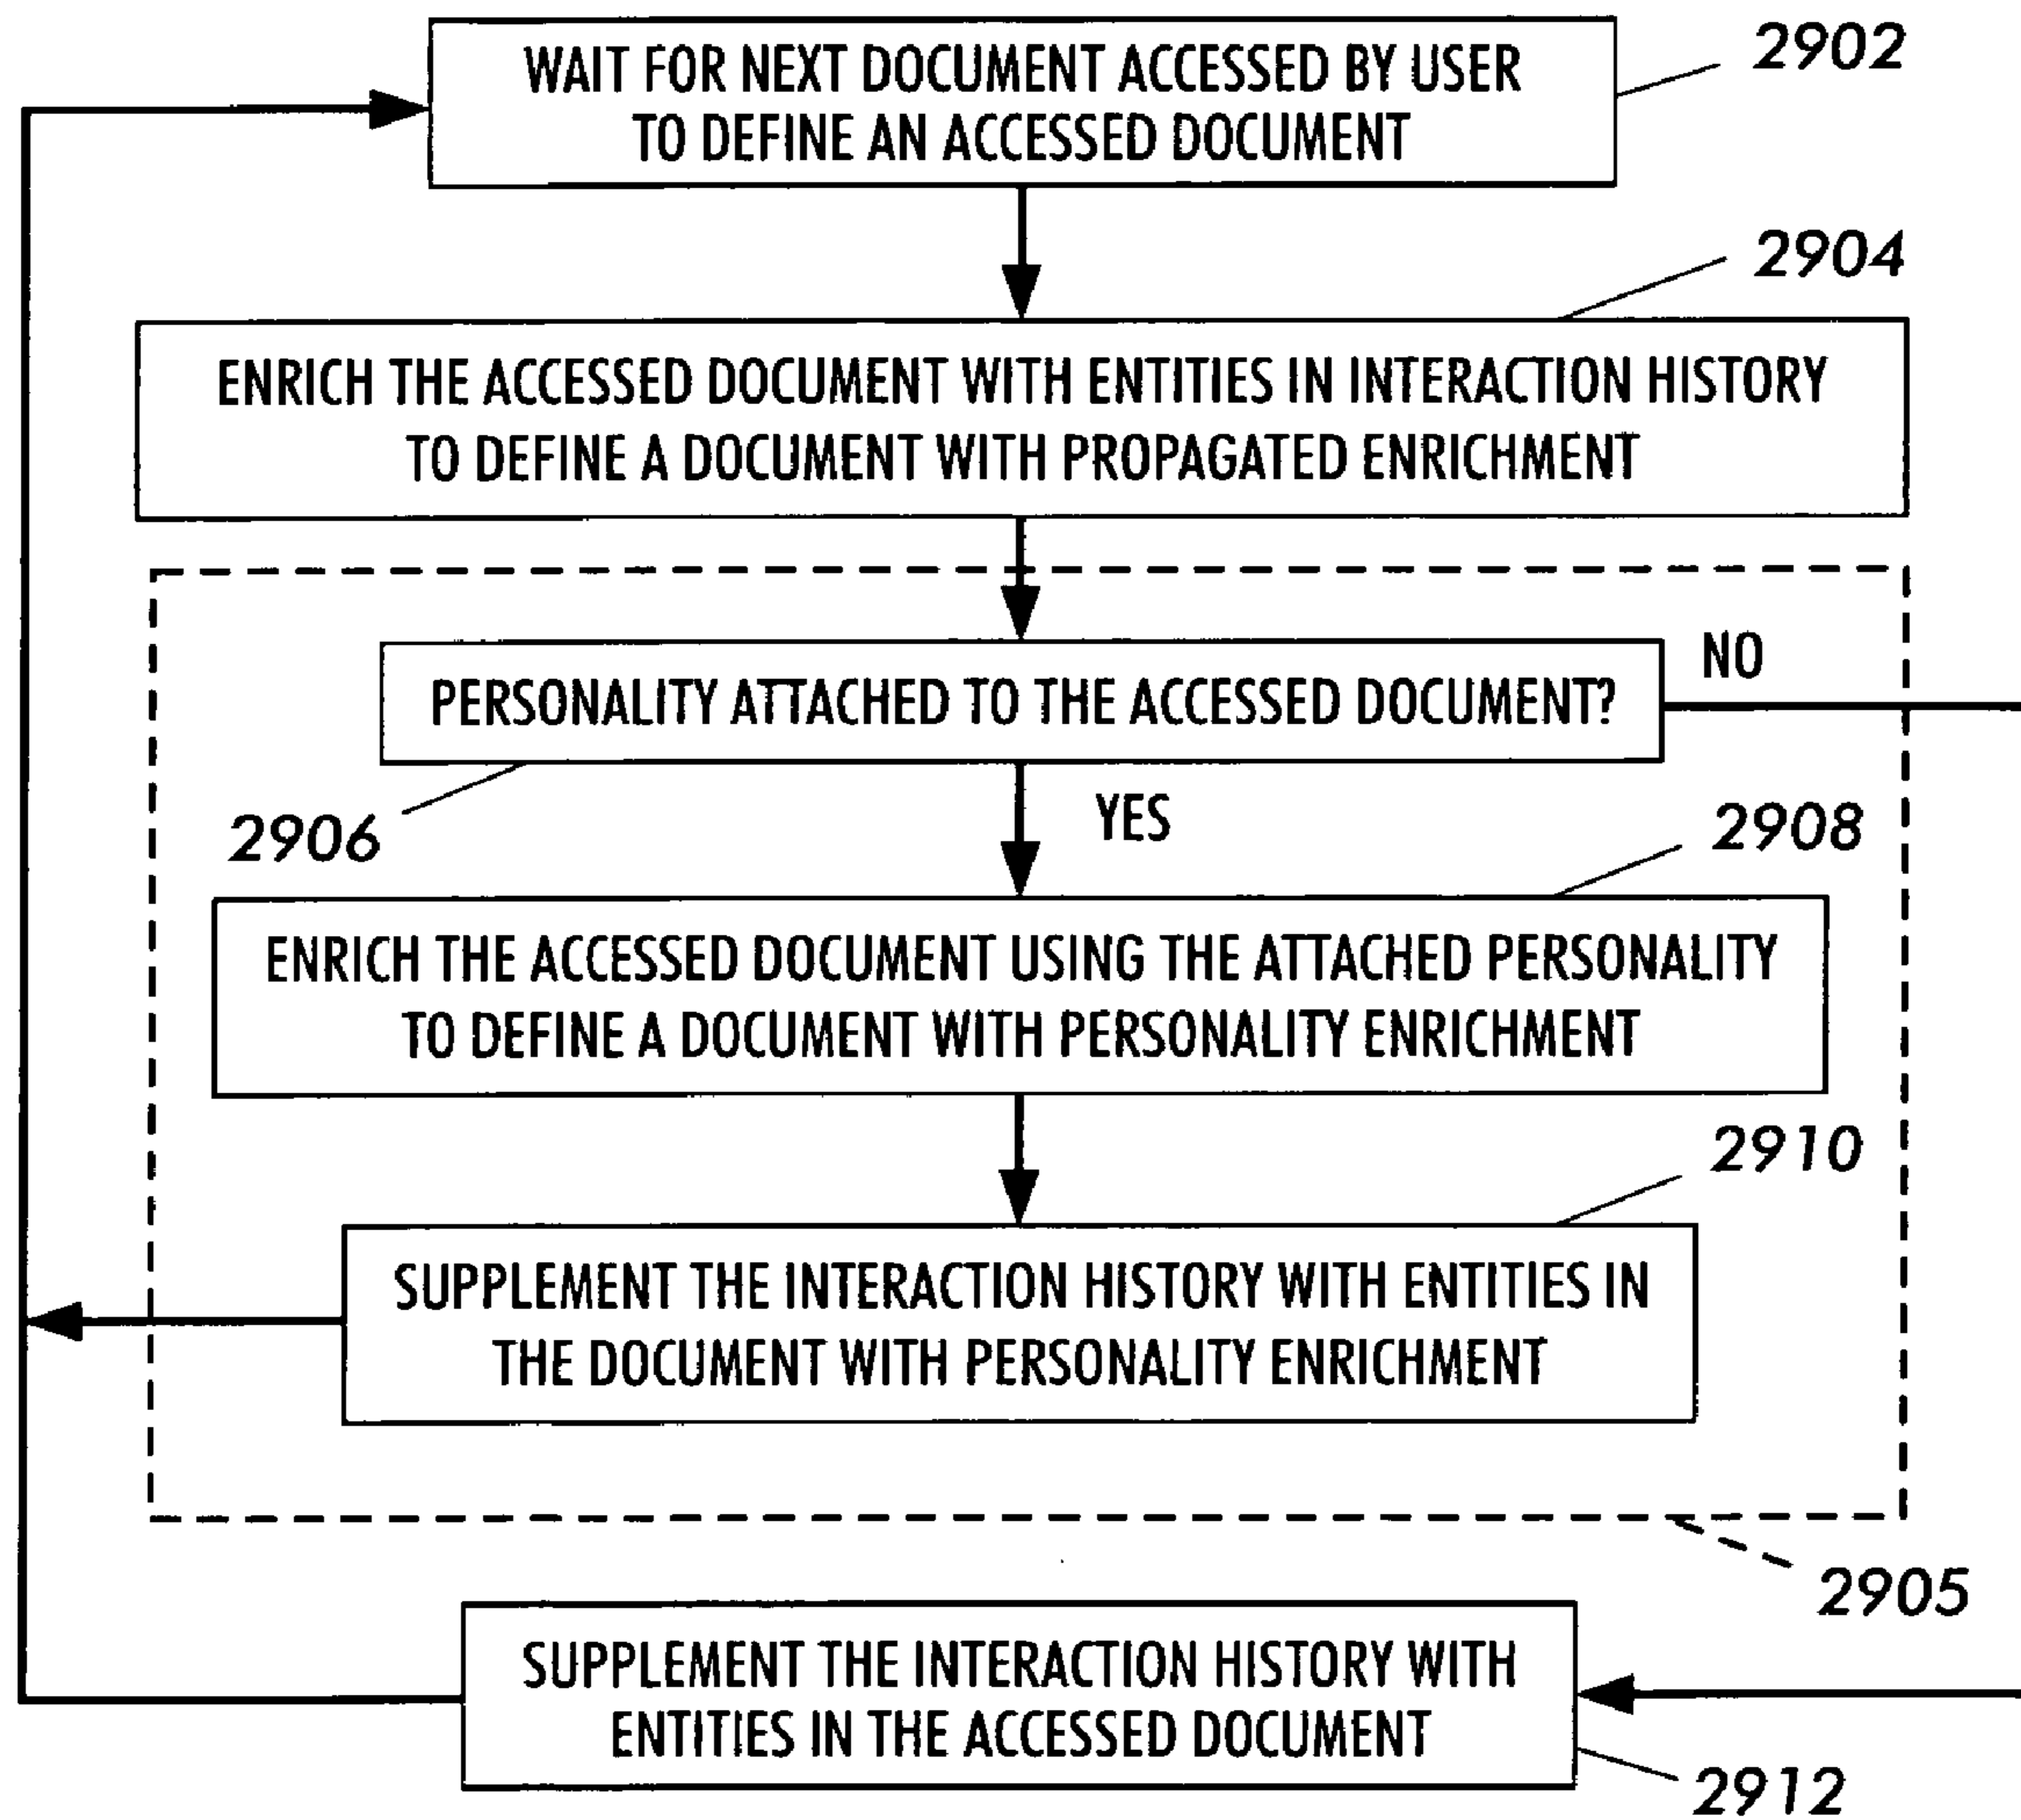 WAIT FOR NEXT DOCUMENT ACCESSED BY USER
TO DEFINE AN ACCESSED DOCUMENT
2902
2904
ENRICH THE ACCESSED DOCUMENT WITH ENTITIES IN INTERACTION HISTORY
TO DEFINE A DOCUMENT WITH PROPAGATED ENRICHMENT
NO
PERSONALITY ATTACHED TO THE ACCESSED DOCUMENT?
2906
YES
2908
ENRICH THE ACCESSED DOCUMENT USING THE ATTACHED PERSONALITY
TO DEFINE A DOCUMENT WITH PERSONALITY ENRICHMENT
2910
SUPPLEMENT THE INTERACTION HISTORY WITH ENTITIES IN
THE DOCUMENT WITH PERSONALITY ENRICHMENT
2905
SUPPLEMENT THE INTERACTION HISTORY WITH
ENTITIES IN THE ACCESSED DOCUMENT
2912